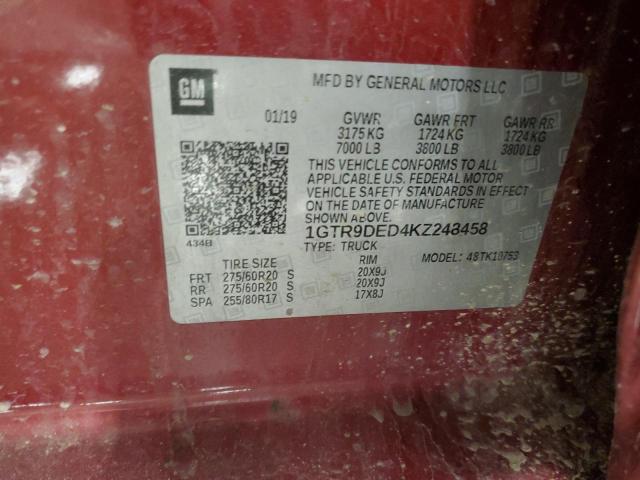 GM
MFD BY GENERAL MOTORS LLC
01/19 GVWR GAWR FRT GAWR RR
3175 KG 1724 KG 1724 KG
7000 LB 3800 LB 3800 LB
THIS VEHICLE CONFORMS TO ALL
APPLICABLE U.S. FEDERAL MOTOR
VEHICLE SAFETY STANDARDS IN EFFECT
ON THE DATE OF MANUFACTURE
SHOWN ABOVE.
434B 1GTR9DED4KZ248458
TYPE: TRUCK MODEL: 48TK10753
TIRE SIZE RIM
FRT 275/60R20 S 20X9J
RR 275/60R20 S 20X9J
SPA 255/80R17 S 17X8J